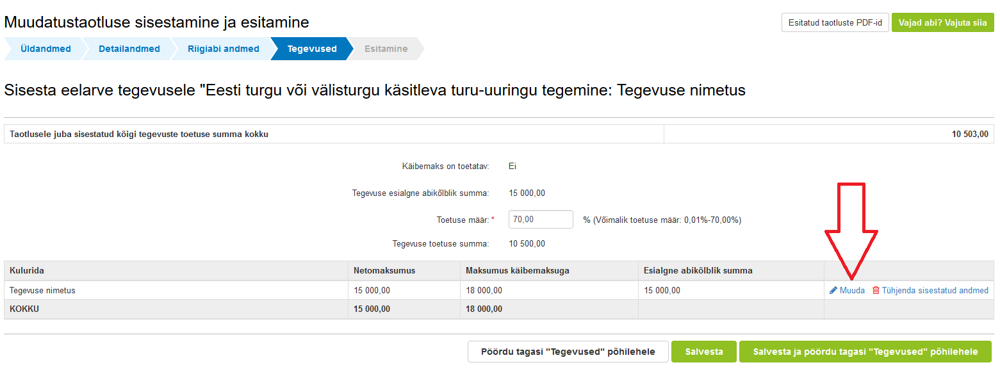 Muudatustaotluse sisestamine ja esitamine
Esitatud taotluste PDF-id
Vajad abi? Vajuta siia
Üldandmed
Detailandmed
Riigiabi andmed
Tegevused
Esitamine
Sisesta eelarve tegevusele "Eesti turgu või välisturgu käsitleva turu-uuringu tegemine: Tegevuse nimetus
Taotlusele juba sisestatud kõigi tegevuste toetuse summa kokku 10 503,00
Käibemaks on toetatav: Ei
Tegevuse esialgne abikõlblik summa: 15 000,00
Toetuse määr: * 70,00 % (Võimalik toetuse määr: 0,01%-70,00%)
Tegevuse toetuse summa: 10 500,00
Kulurida Netomaksumus Maksumus käibemaksuga Esialgne abikõlblik summa
Tegevuse nimetus 15 000,00 18 000,00 15 000,00 Muuda Tühjenda sisestatud andmed
KOKKU 15 000,00 18 000,00
Pöördu tagasi "Tegevused" põhilehele
Salvesta
Salvesta ja pöördu tagasi "Tegevused" põhilehele